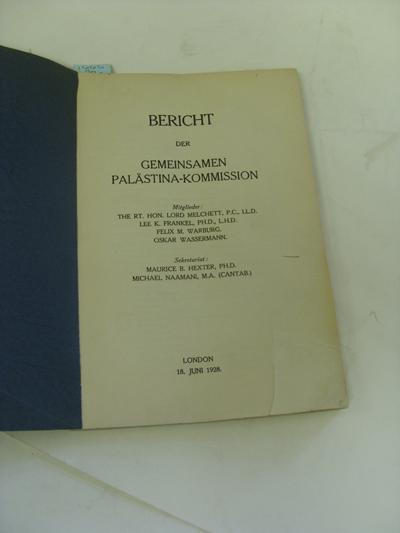 BERICHT
DER
GEMEINSAMEN
PALÄSTINA-KOMMISSION
Mitglieder:
THE RT. HON. LORD MELCHETT, P.C., LL.D.
LEE K. FRANKEL, PH.D., L.H.D.
FELIX M. WARBURG.
OSKAR WASSERMANN.
Sekretariat:
MAURICE B. HEXTER, PH.D.
MICHAEL NAAMANI, M.A. (CANTAB.)
LONDON
18. JUNI 1928.